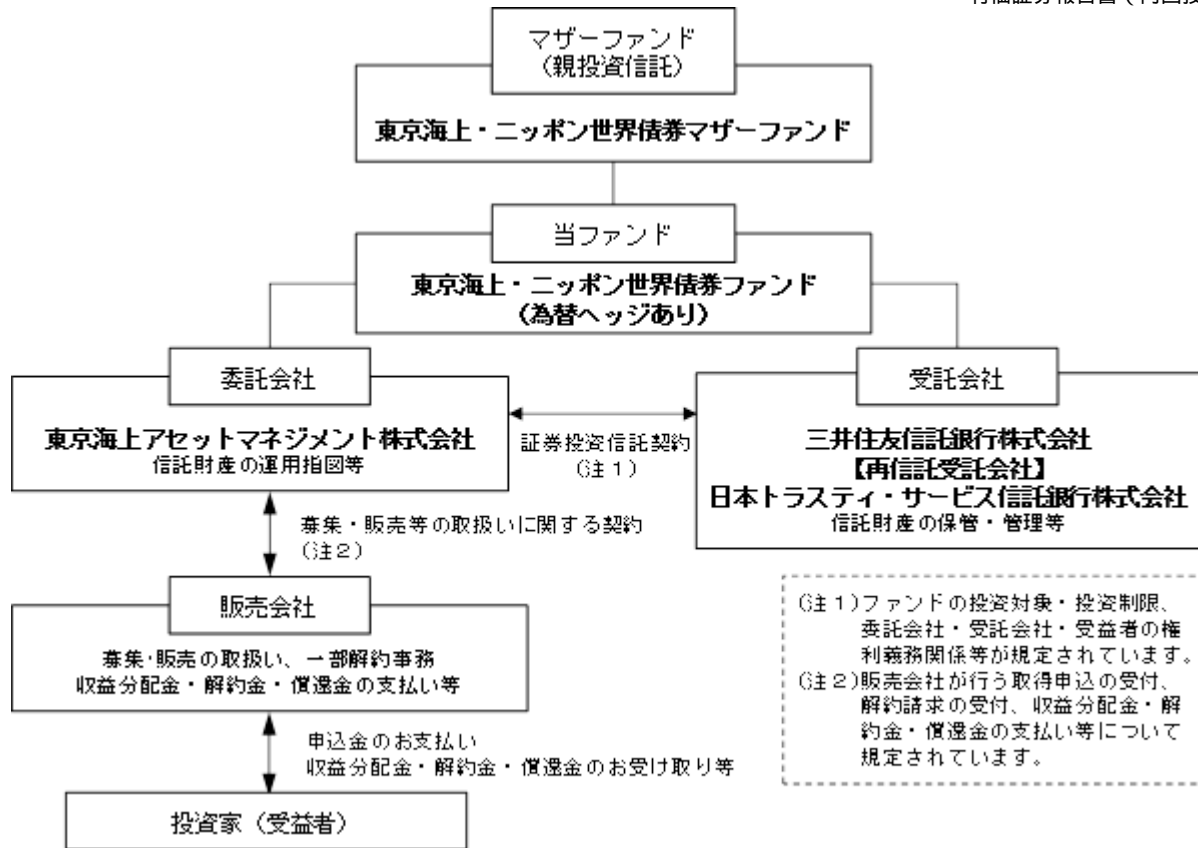 マザーファンド
(親投資信託)
東京海上・ニッポン世界債券マザーファンド
当ファンド
東京海上・ニッポン世界債券ファンド
(為替ヘッジあり)
委託会社
東京海上アセットマネジメント株式会社
信託財産の運用指図等
証券投資信託契約
(注1)
受託会社
三井住友信託銀行株式会社
【再信託受託会社】
日本トラスティ・サービス信託銀行株式会社
信託財産の保管・管理等
募集・販売等の取扱いに関する契約
(注2)
販売会社
募集・販売の取扱い、一部解約事務
収益分配金・解約金・償還金の支払い等
申込金のお支払い
収益分配金・解約金・償還金のお受け取り等
投資家(受益者)
(注1)ファンドの投資対象・投資制限、
委託会社・受託会社・受益者の権
利義務関係等が規定されています。
(注2)販売会社が行う取得申込の受付、
解約請求の受付、収益分配金・解
約金・償還金の支払い等について
規定されています。